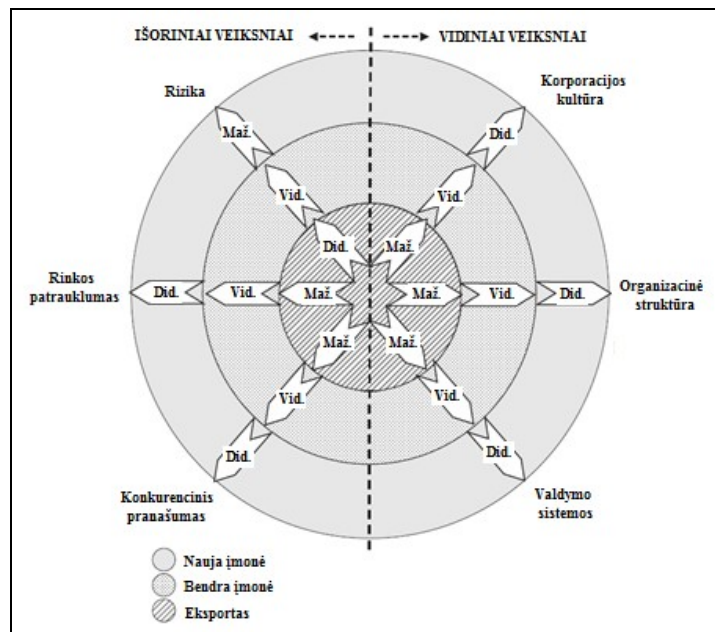 IŠORINIAI VEIKSNIAI
VIDINIAI VEIKSNIAI
Rizika
Korporacijos
kultūra
Maž.
Did.
Vid.
Vid.
Did.
Maž.
Rinkos
patrauklumas
Did.
Vid.
Maž.
Maž.
Vid.
Did.
Organizacinė
struktūra
Maž.
Maž.
Vid.
Vid.
Did.
Did.
Konkurencinis
pranašumas
Valdymo
sistemos
Nauja įmonė
Bendra įmonė
Eksportas